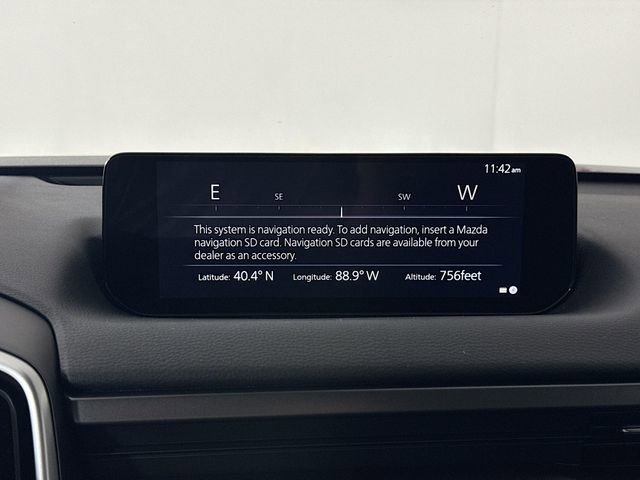 11:42am
E SE SW W
This system is navigation ready. To add navigation, insert a Mazda
navigation SD card. Navigation SD cards are available from your
dealer as an accessory.
Latitude: 40.4° N Longitude: 88.9° W Altitude: 756feet